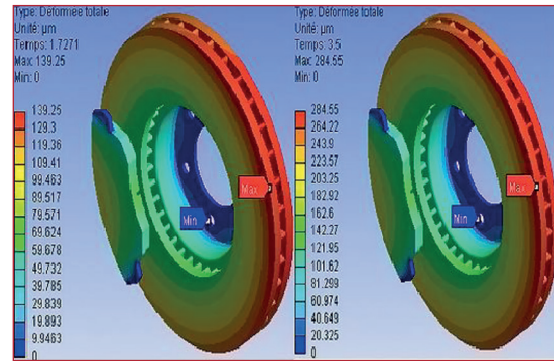 Type: Déformée totale
Unité: µm
Temps: 1.7271
Max: 139.25
Min: 0
139.25
129.3
119.36
109.41
99.463
89.517
79.571
69.624
59.678
49.732
39.785
29.839
19.893
9.9463
0
Max
Min
Type: Déformée totale
Unité: µm
Temps: 3.5
Max: 284.55
Min: 0
284.55
264.22
243.9
223.57
203.25
182.92
162.6
142.27
121.95
101.62
81.299
60.974
40.649
20.325
0
Max
Min